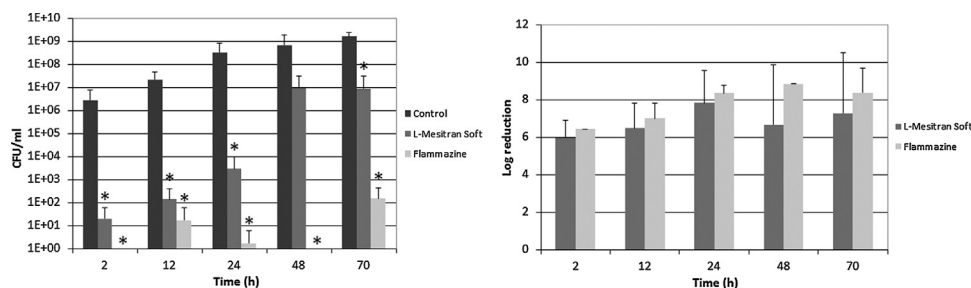 1E+10
1E+09
1E+08
1E+07
1E+06
1E+05
1E+04
1E+03
1E+02
1E+01
1E+00
CFU/ml
* * * * * * * *
2 12 24 48 70
Time (h)
Control
L-Mesitran Soft
Flammazine
12
10
8
6
4
2
0
Log reduction
2 12 24 48 70
Time (h)
L-Mesitran Soft
Flammazine